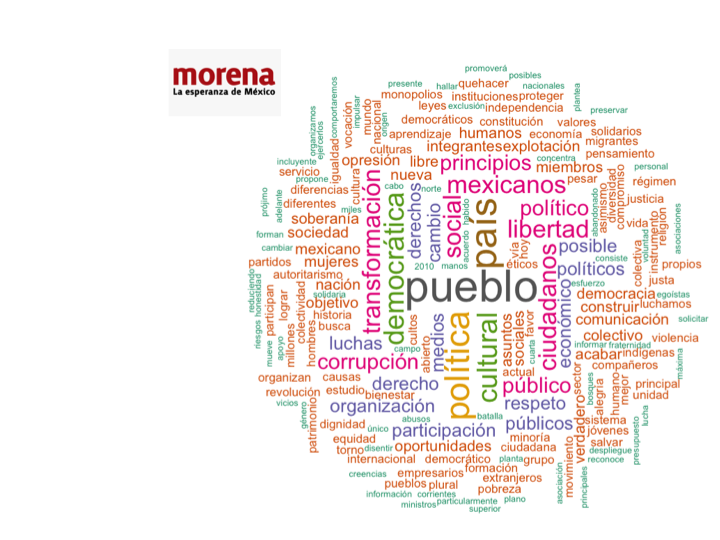 morena
La esperanza de México
promoverá
posibles
presente hallar quehacer nacionales plantea
monopolios instituciones proteger
leyes exclusión independencia preservar
organizamos ejercerlos comportaremos vocación impulsar mundo nacional origen
democráticos constitución valores
aprendizaje humanos economía solidarios
culturas integrantes explotación migrantes
igualdad opresión libre principios concentra pensamiento
incluyente servicio nueva miembros personal
propone cultura mexicanos pesar régimen
diferencias cabo norte
prójimo adelante diferentes miles
transformación democrática derechos cambio social acuerdo habido país
político abandonado asimismo diversidad compromiso justicia
soberanía libertad vida
forman sociedad vía hoy colectiva voluntad instrumento religión asociaciones
cambiar mexicano posible
partidos mujeres 2010 manos éticos consiste propios
autoritarismo políticos
reduciendo honestidad nación pueblo ciudadanos económico esfuerzo justa
solidaria democracia egoístas
participan lograr colectividad objetivo construir luchamos
historia comunicación solicitar
riesgos busca cultos medios política cultural asuntos sociales favor
mueve apoyo millones hombres luchas campo abierto cuarta colectivo violencia
informar fraternidad
corrupción acabar indígenas máxima
actual compañeros
organizan causas derecho público sector bosques alegría humano mejor principal
revolución estudio bienestar unidad
vicios género patrimonio organización respeto verdadero
abusos batalla
dignidad único participación públicos sistema presupuesto lucha
equidad minoría jóvenes
torno disentir oportunidades ciudadana salvar
despliegue
internacional democrático planta grupo movimiento reconoce
creencias empresarios formación asociación principales
pueblos plural extranjeros
información corrientes pobreza
ministros particularmente plano
superior